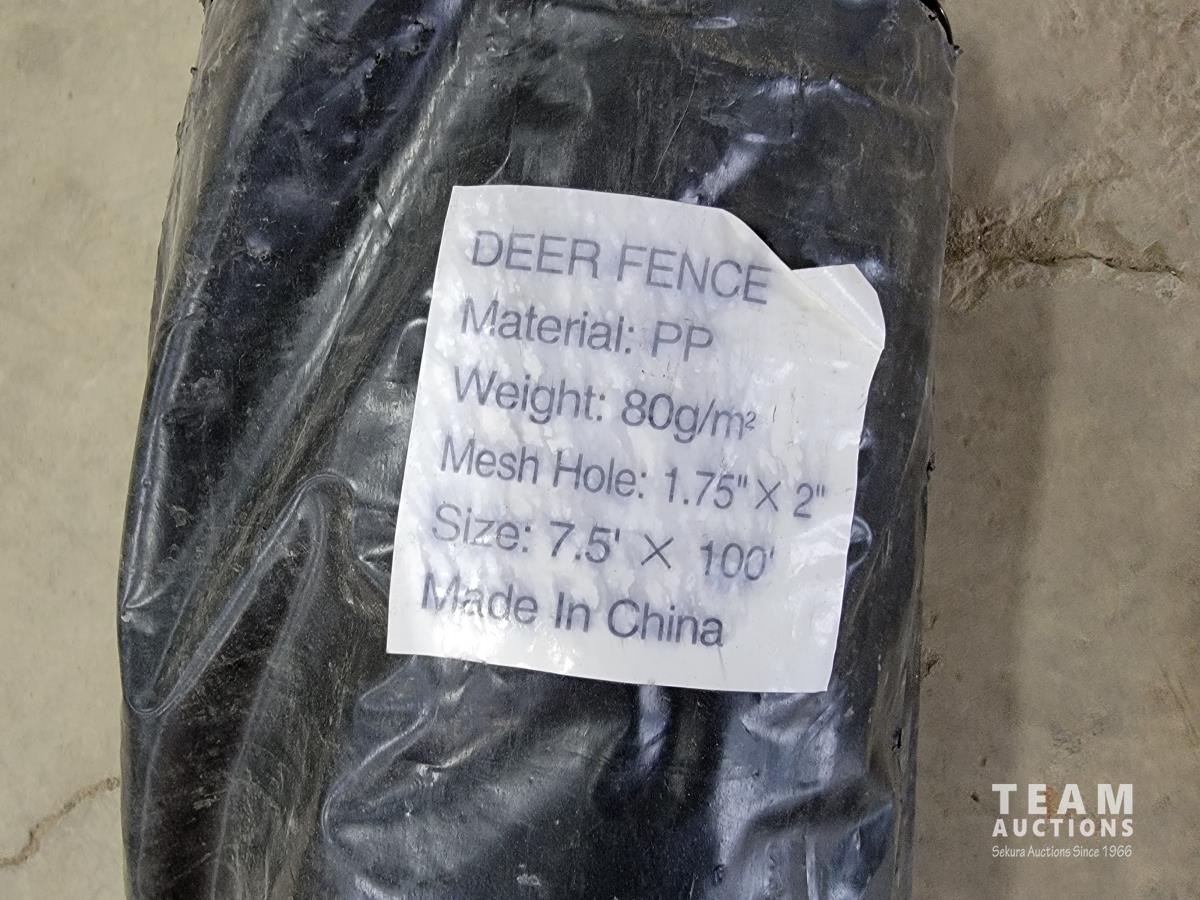 DEER FENCE
Material: PP
Weight: 80g/m²
Mesh Hole: 1.75" X 2"
Size: 7.5' X 100'
Made In China
TEAM
AUCTIONS
Sekura Auctions Since 1966